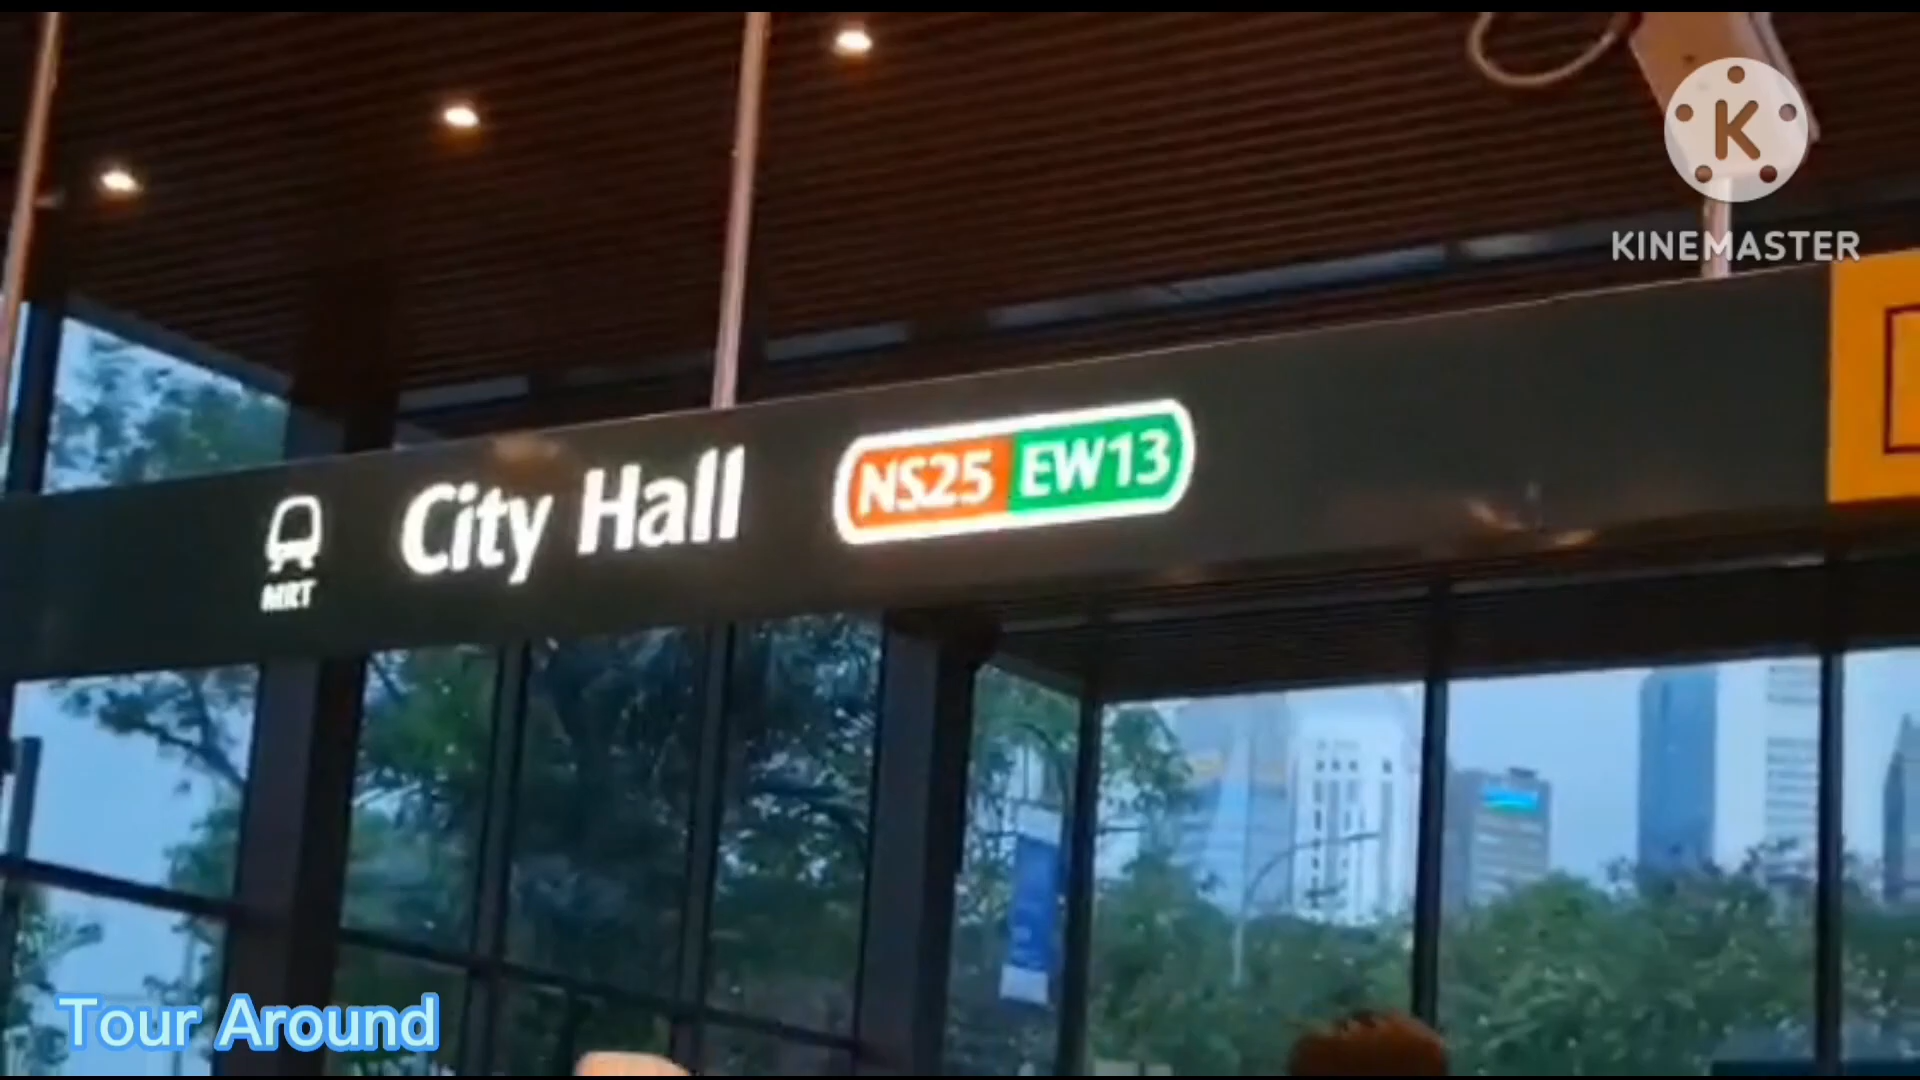 K
KINEMASTER
City Hall
NS25 EW13
MRT
Tour Around